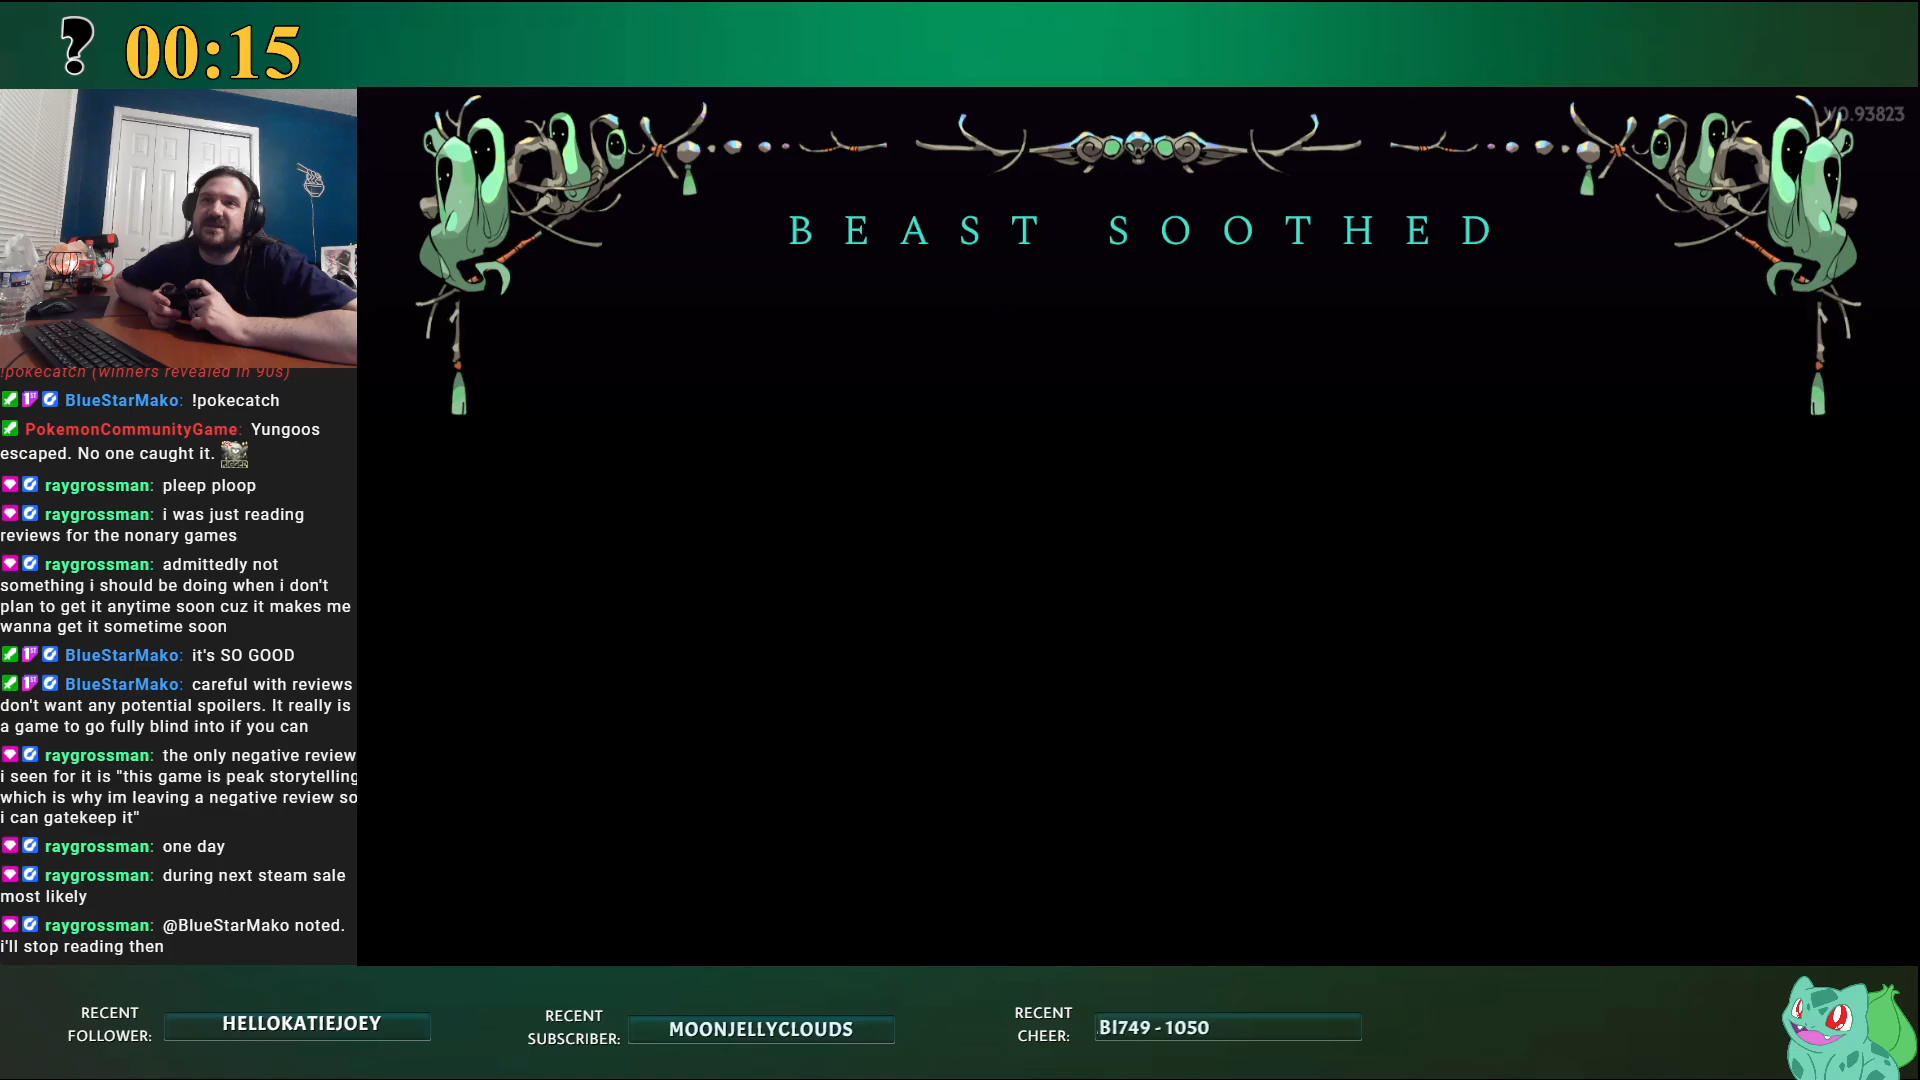 ?
00:15
V0.93823
BEAST SOOTHED
!pokecatch (winners revealed in 90s)
BlueStarMako: !pokecatch
PokemonCommunityGame: Yungoos
escaped. No one caught it.
raygrossman: pleep ploop
raygrossman: i was just reading
reviews for the nonary games
raygrossman: admittedly not
something i should be doing when i don't
plan to get it anytime soon cuz it makes me
wanna get it sometime soon
BlueStarMako: it's SO GOOD
BlueStarMako: careful with reviews
don't want any potential spoilers. It really is
a game to go fully blind into if you can
raygrossman: the only negative review
i seen for it is "this game is peak storytelling
which is why im leaving a negative review so
i can gatekeep it"
raygrossman: one day
raygrossman: during next steam sale
most likely
raygrossman: @BlueStarMako noted.
i'll stop reading then
RECENT
FOLLOWER:
HELLOKATIEJOEY
RECENT
SUBSCRIBER:
MOONJELLYCLOUDS
RECENT
CHEER:
BI749 - 1050